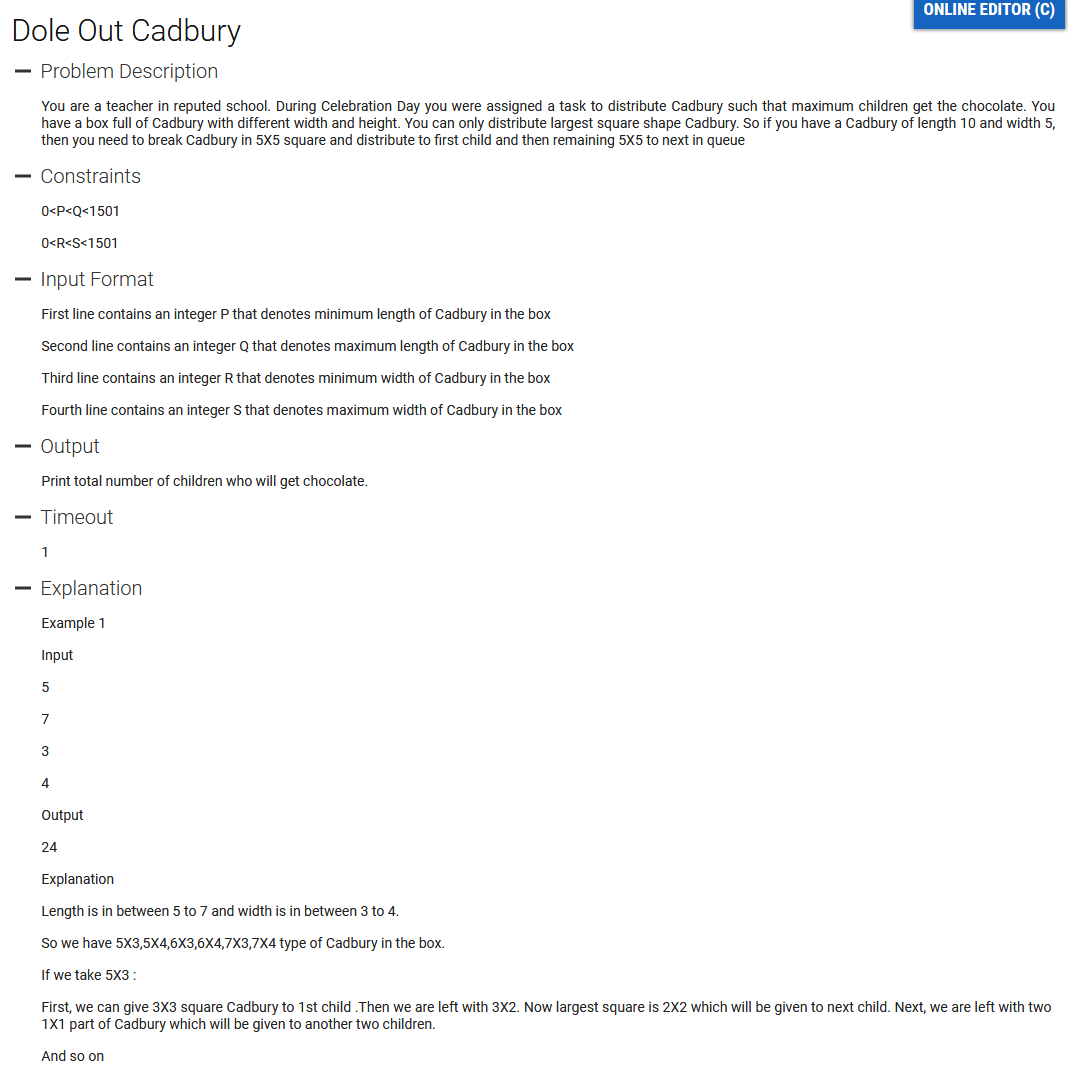 ONLINE EDITOR (C)
Dole Out Cadbury
Problem Description
You are a teacher in reputed school. During Celebration Day you were assigned a task to distribute Cadbury such that maximum children get the chocolate. You
have a box full of Cadbury with different width and height. You can only distribute largest square shape Cadbury. So if you have a Cadbury of length 10 and width 5,
then you need to break Cadbury in 5X5 square and distribute to first child and then remaining 5X5 to next in queue
Constraints
0<P<Q<1501
0<R<S<1501
Input Format
First line contains an integer P that denotes minimum length of Cadbury in the box
Second line contains an integer Q that denotes maximum length of Cadbury in the box
Third line contains an integer R that denotes minimum width of Cadbury in the box
Fourth line contains an integer S that denotes maximum width of Cadbury in the box
Output
Print total number of children who will get chocolate.
Timeout
1
Explanation
Example 1
Input
5
7
3
4
Output
24
Explanation
Length is in between 5 to 7 and width is in between 3 to 4.
So we have 5X3,5X4,6X3,6X4,7X3,7X4 type of Cadbury in the box.
If we take 5X3 :
First, we can give 3X3 square Cadbury to 1st child .Then we are left with 3X2. Now largest square is 2X2 which will be given to next child. Next, we are left with two
1X1 part of Cadbury which will be given to another two children.
And so on